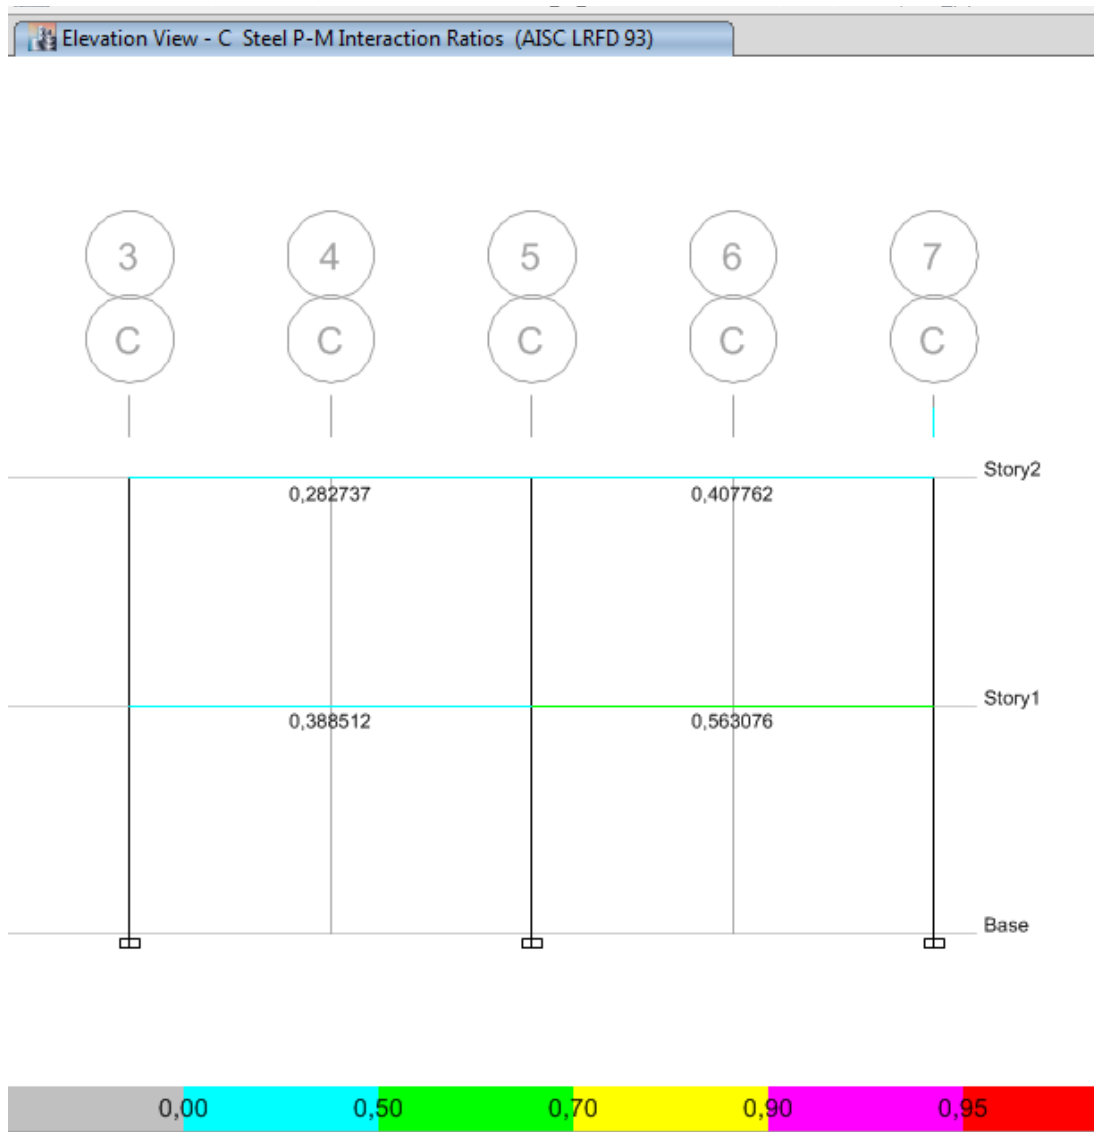 Elevation View - C Steel P-M Interaction Ratios (AISC LRFD 93)
3 4 5 6 7
C C C C C
Story2
0,282737 0,407762
Story1
0,388512 0,563076
Base
0,00 0,50 0,70 0,90 0,95